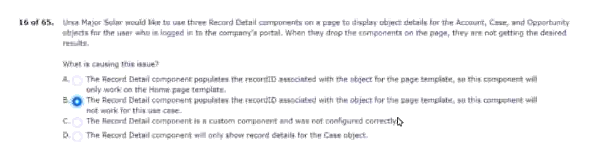 16 of 65. Ursa Major Solar would like to use three Record Detail components on a page to display object details for the Account, Case, and Opportunity
objects for the user who is logged in to the company's portal. When they drop the components on the page, they are not getting the desired
results.
What is causing this issue?
A. The Record Detail component populates the recordID associated with the object for the page template, so this component will
only work on the Home page template.
B. The Record Detail component populates the recordID associated with the object for the page template, so this component will
not work for this use case.
C. The Record Detail component is a custom component and was not configured correctly.
D. The Record Detail component will only show record details for the Case object.